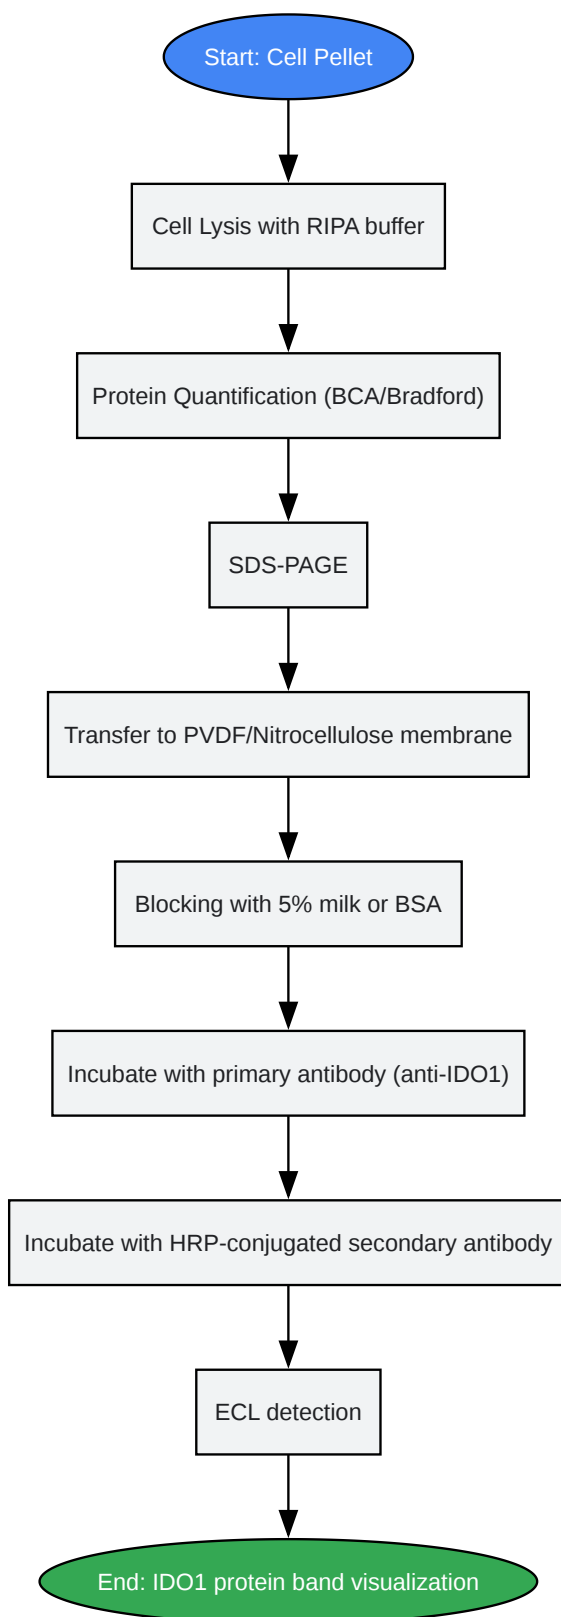 Start: Cell Pellet
Cell Lysis with RIPA buffer
Protein Quantification (BCA/Bradford)
SDS-PAGE
Transfer to PVDF/Nitrocellulose membrane
Blocking with 5% milk or BSA
Incubate with primary antibody (anti-IDO1)
Incubate with HRP-conjugated secondary antibody
ECL detection
End: IDO1 protein band visualization